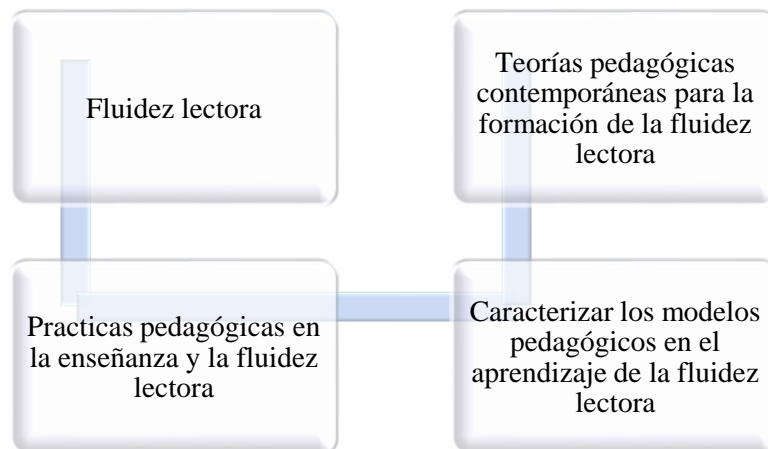 Fluidez lectora
Practicas pedagógicas en
la enseñanza y la fluidez
lectora
Caracterizar los modelos
pedagógicos en el
aprendizaje de la fluidez
lectora
Teorías pedagógicas
contemporáneas para la
formación de la fluidez
lectora